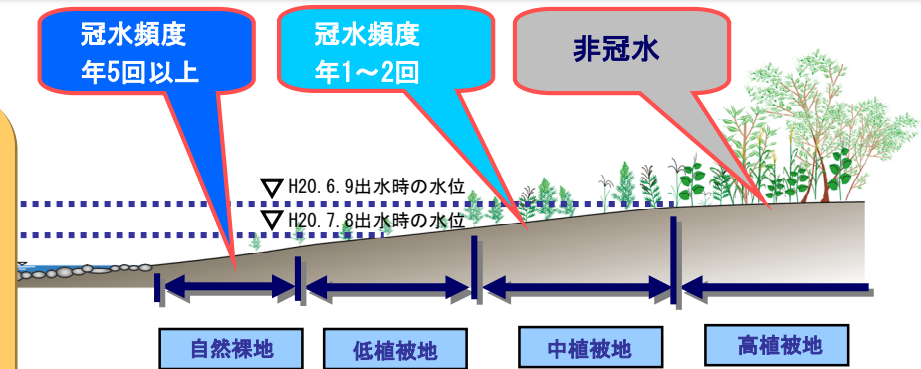 冠水頻度
年5回以上
冠水頻度
年1～2回
非冠水
▽H20.6.9出水時の水位
▽H20.7.8出水時の水位
自然裸地
低植被地
中植被地
高植被地